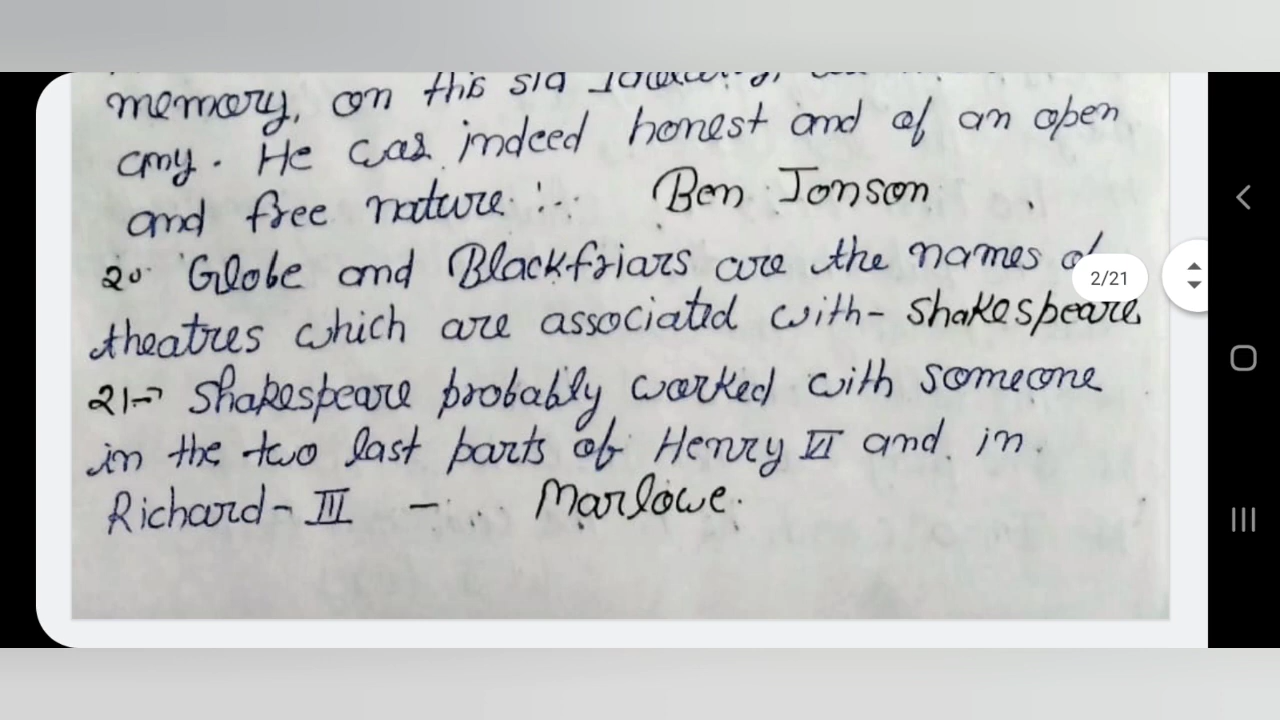 memory, on this sid
any. He was indeed honest and of an open
and free nature :- Ben Jonson
20 Globe and Blackfriars are the names of
2/21
theatres which are associated with- Shakespeare
21-> Shakespeare probably worked with someone
in the two last parts of Henry VI and in
Richard- III - Marlowe.